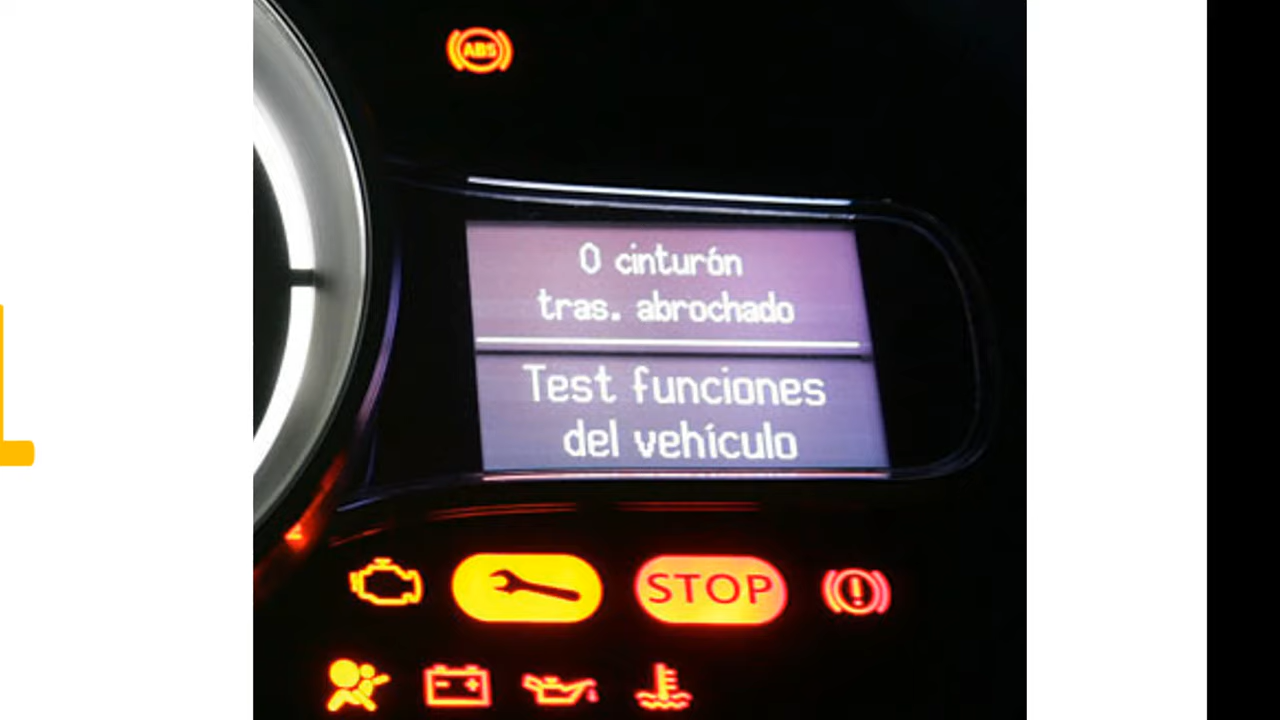 ABS
0 cinturón
tras. abrochado
Test funciones
del vehículo
STOP